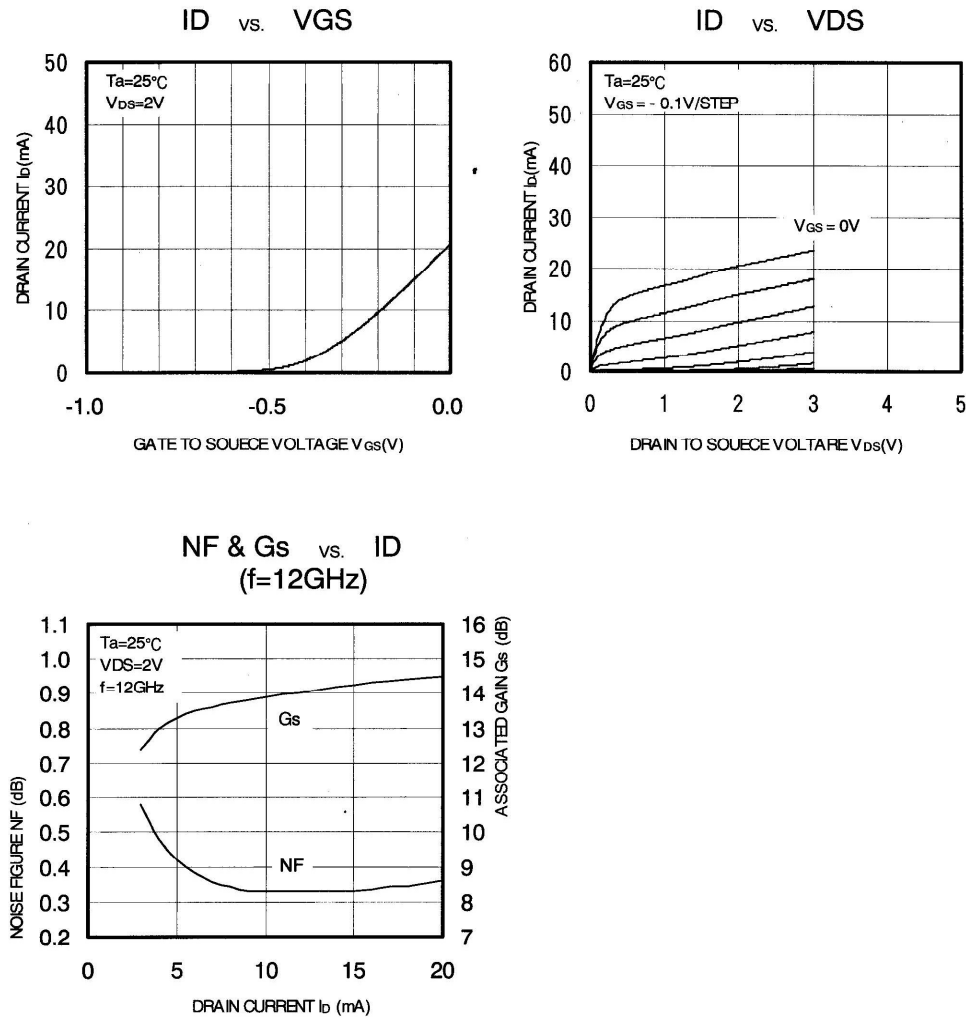 ID vs. VGS
50
40
30
20
10
0
DRAIN CURRENT ID(mA)
Ta=25°C
VDS=2V
-1.0 -0.5 0.0
GATE TO SOUECE VOLTAGE VGS(V)
ID vs. VDS
60
50
40
30
20
10
0
DRAIN CURRENT ID(mA)
Ta=25°C
VGS = - 0.1V/STEP
VGS = 0V
0 1 2 3 4 5
DRAIN TO SOUECE VOLTARE VDS(V)
NF & Gs vs. ID
(f=12GHz)
1.1
1.0
0.9
0.8
0.7
0.6
0.5
0.4
0.3
0.2
NOISE FIGURE NF (dB)
Ta=25°C
VDS=2V
f=12GHz
Gs
NF
16
15
14
13
12
11
10
9
8
7
ASSOCIATED GAIN Gs (dB)
0 5 10 15 20
DRAIN CURRENT ID (mA)